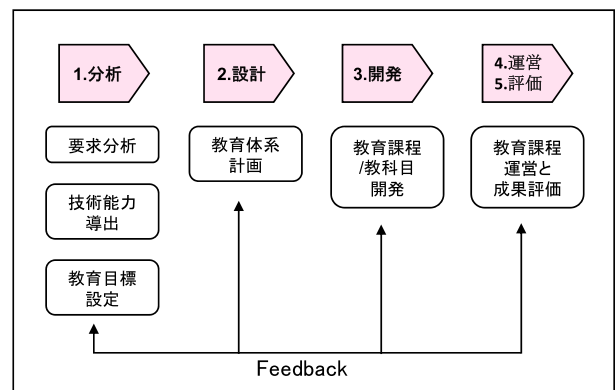 1.分析
2.設計
3.開発
4.運営
5.評価
要求分析
技術能力
導出
教育目標
設定
教育体系
計画
教育課程
/教科目
開発
教育課程
運営と
成果評価
Feedback